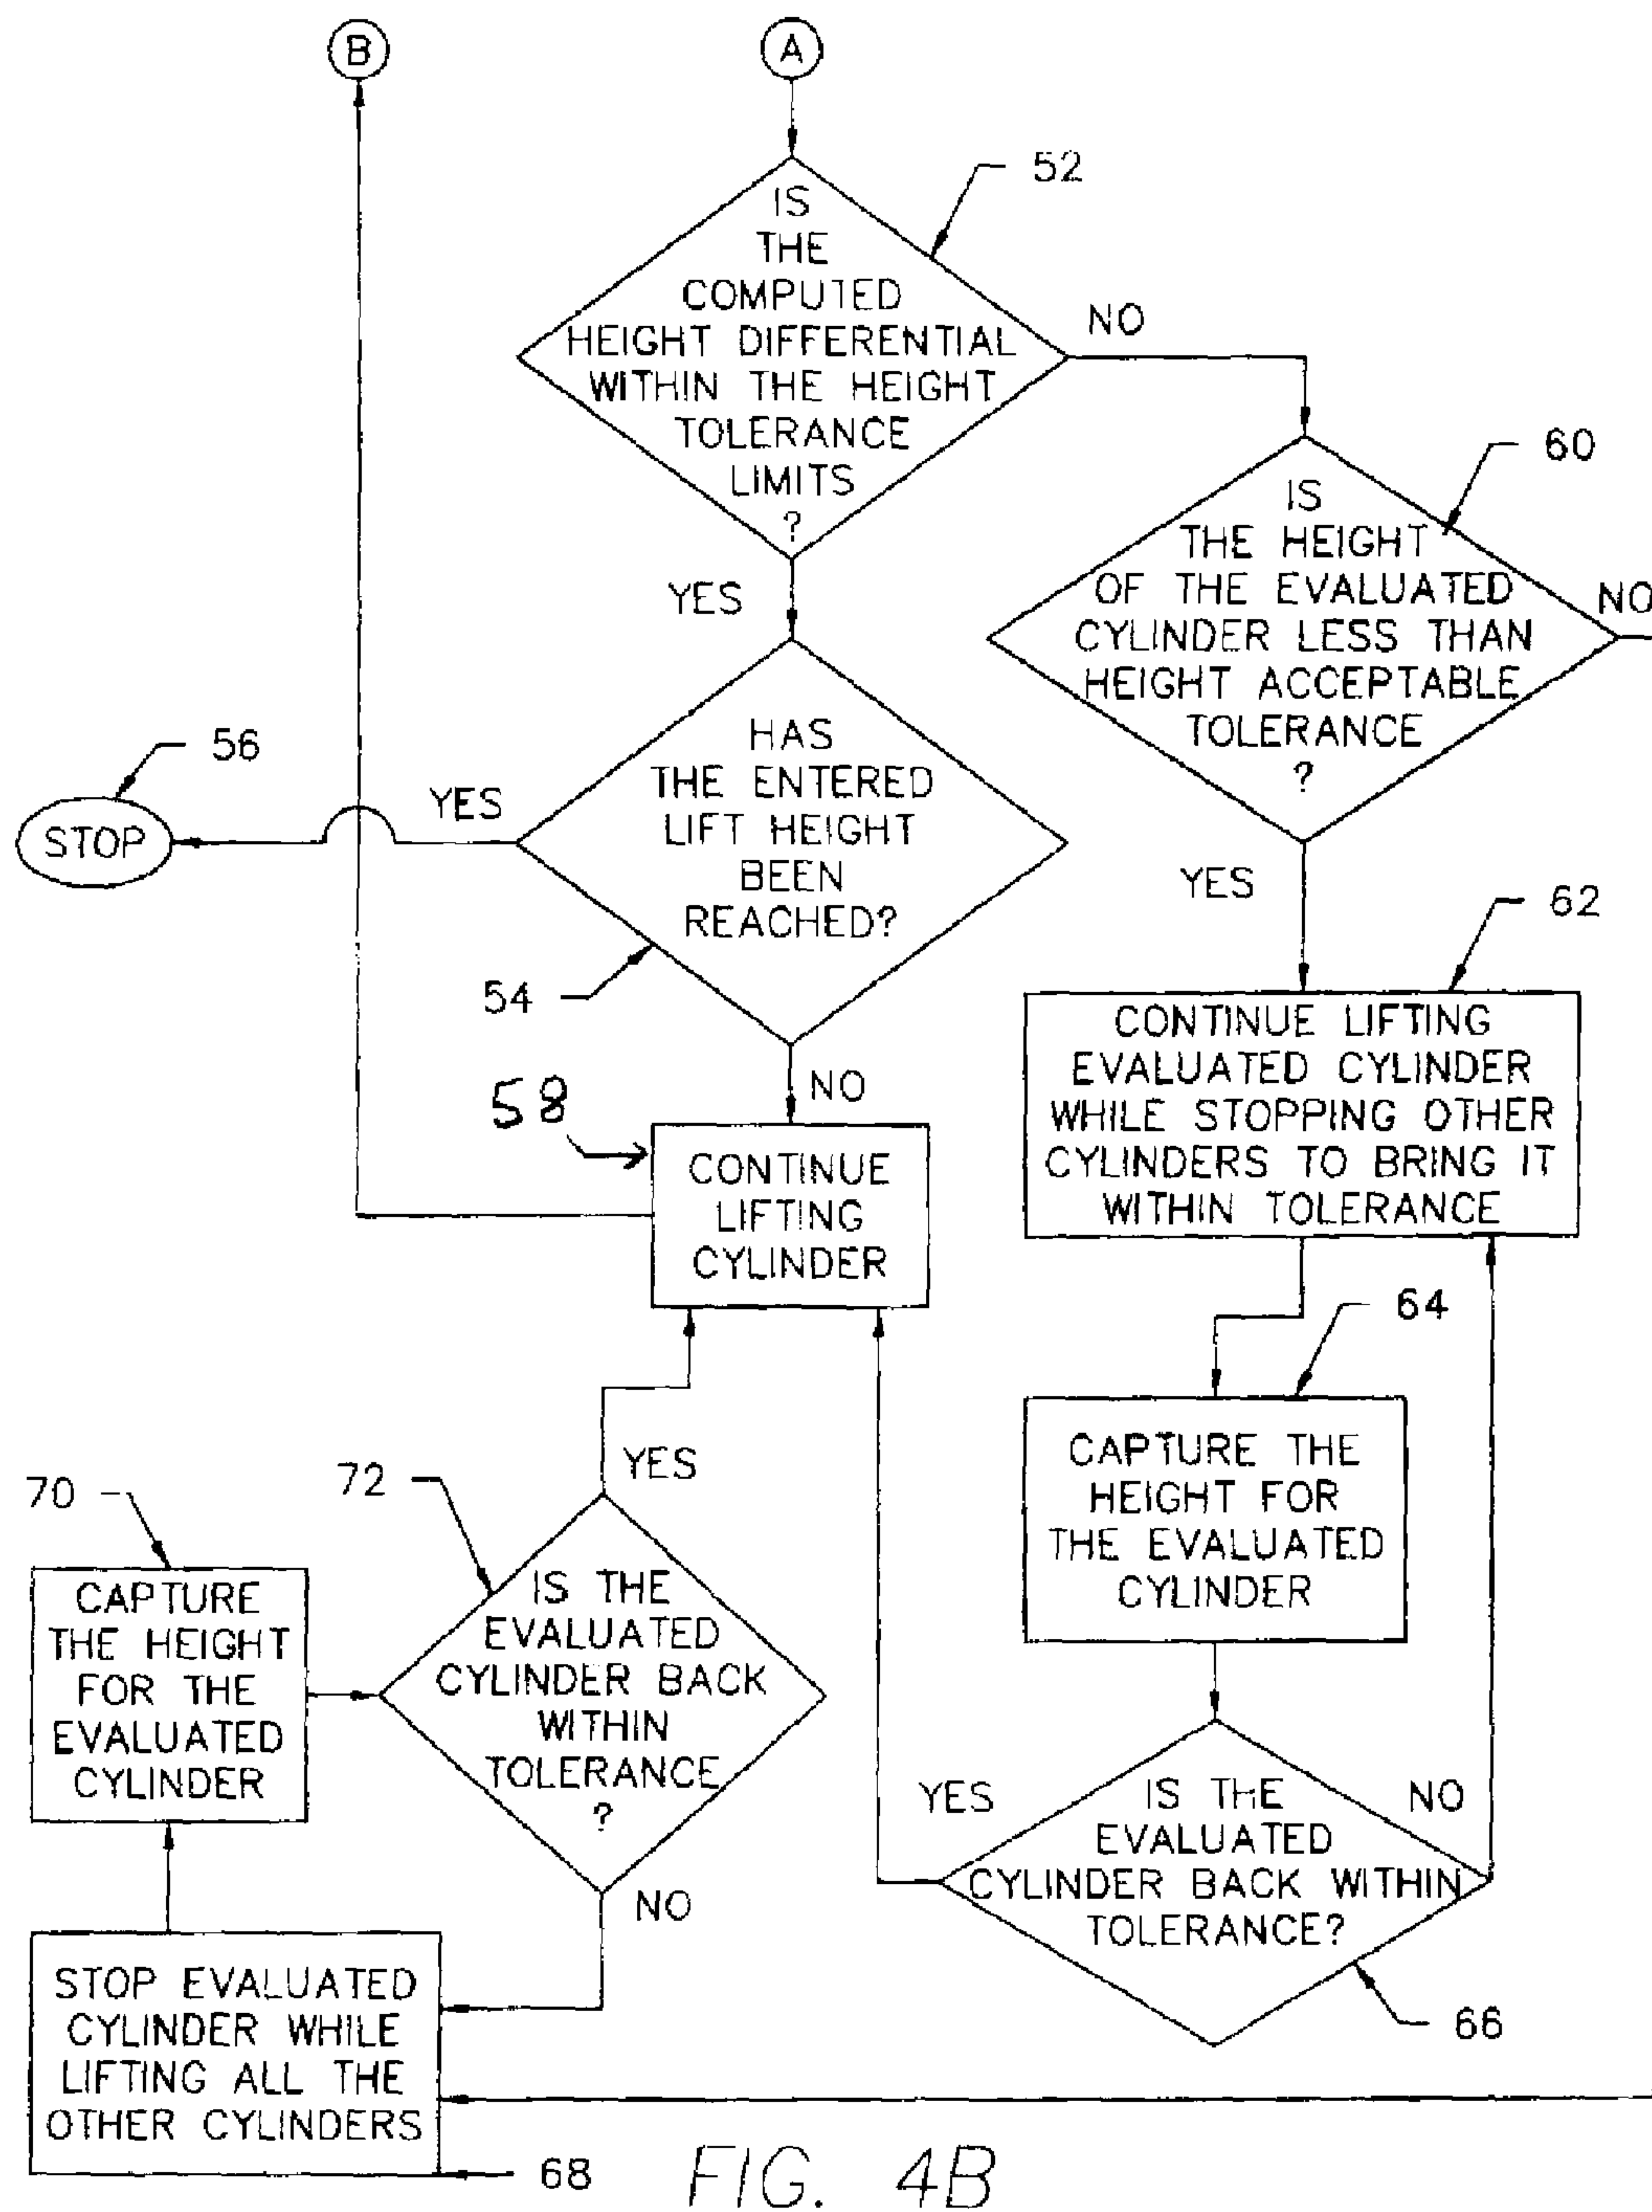 B
A
52
IS
THE
COMPUTED
HEIGHT DIFFERENTIAL
WITHIN THE HEIGHT
TOLERANCE
LIMITS
?
NO
YES
60
IS
THE HEIGHT
OF THE EVALUATED
CYLINDER LESS THAN
HEIGHT ACCEPTABLE
TOLERANCE
?
NO
YES
56
STOP
YES
HAS
THE ENTERED
LIFT HEIGHT
BEEN
REACHED?
54
NO
62
CONTINUE LIFTING
EVALUATED CYLINDER
WHILE STOPPING OTHER
CYLINDERS TO BRING IT
WITHIN TOLERANCE
58
CONTINUE
LIFTING
CYLINDER
64
CAPTURE THE
HEIGHT FOR
THE EVALUATED
CYLINDER
70
CAPTURE
THE HEIGHT
FOR THE
EVALUATED
CYLINDER
72
YES
IS THE
EVALUATED
CYLINDER BACK
WITHIN
TOLERANCE
?
NO
YES
NO
IS THE
EVALUATED
CYLINDER BACK WITHIN
TOLERANCE?
66
STOP EVALUATED
CYLINDER WHILE
LIFTING ALL THE
OTHER CYLINDERS
68
FIG. 4B